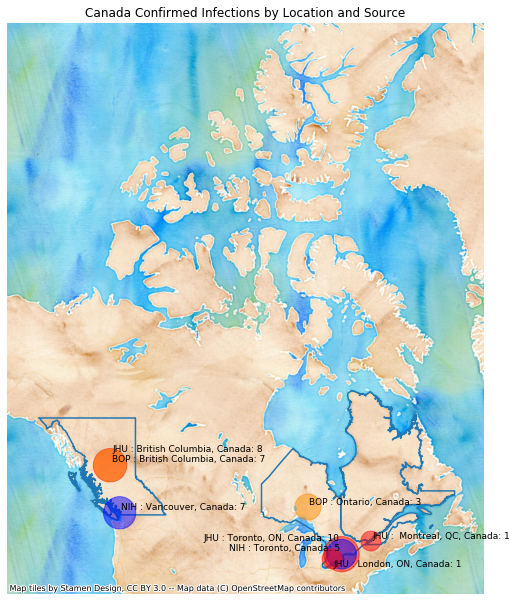 Canada Confirmed Infections by Location and Source
JHU : British Columbia, Canada: 8
BOP : British Columbia, Canada: 7
NIH : Vancouver, Canada: 7
BOP : Ontario, Canada: 3
JHU : Toronto, ON, Canada: 10
JHU :  Montreal, QC, Canada: 1
NIH : Toronto, Canada: 5
JHU : London, ON, Canada: 1
Map tiles by Stamen Design, CC BY 3.0 -- Map data (C) OpenStreetMap contributors